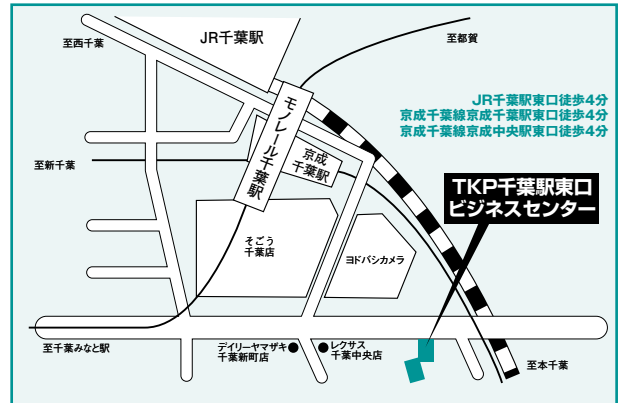 JR千葉駅
至西千葉
至都賀
JR千葉駅東口徒歩4分
京成千葉線京成千葉駅東口徒歩4分
京成千葉線京成中央駅東口徒歩4分
モノレール千葉駅
京成
千葉駅
至新千葉
TKP千葉駅東口
ビジネスセンター
そごう
千葉店
ヨドバシカメラ
至千葉みなと駅
デイリーヤマザキ
千葉新町店
レクサス
千葉中央店
至本千葉